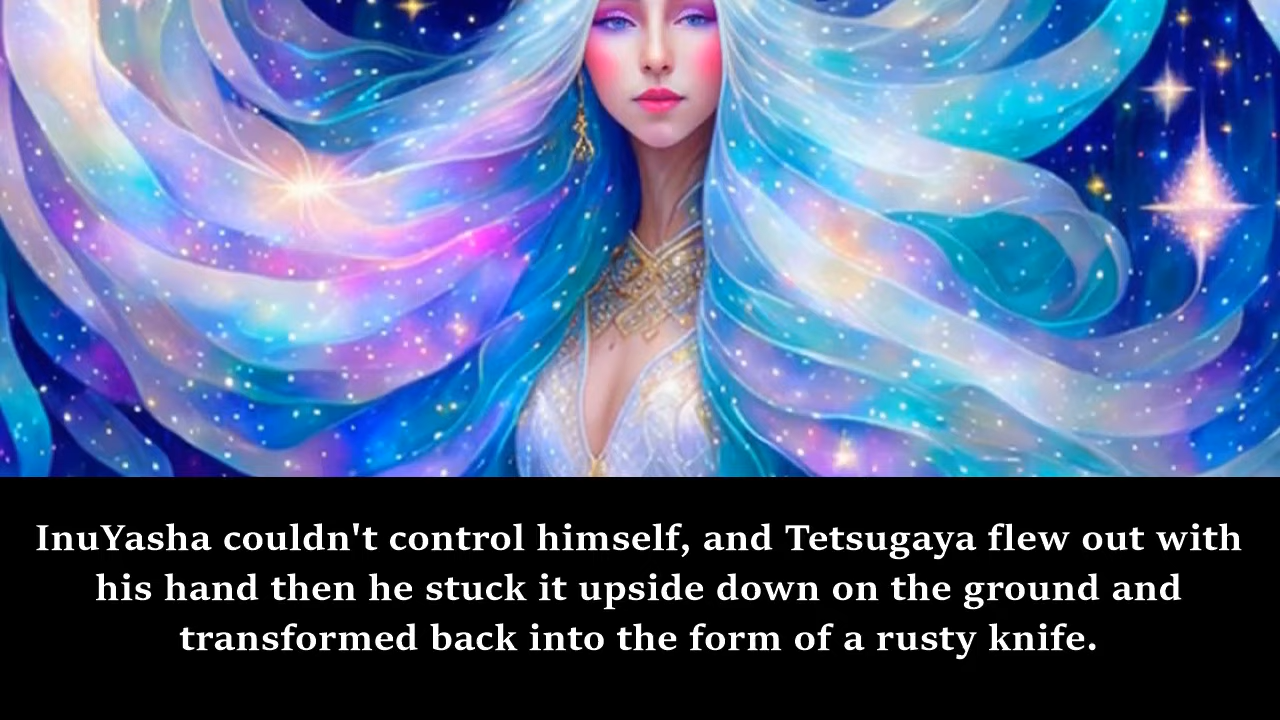 InuYasha couldn't control himself, and Tetsugaya flew out with
his hand then he stuck it upside down on the ground and
transformed back into the form of a rusty knife.